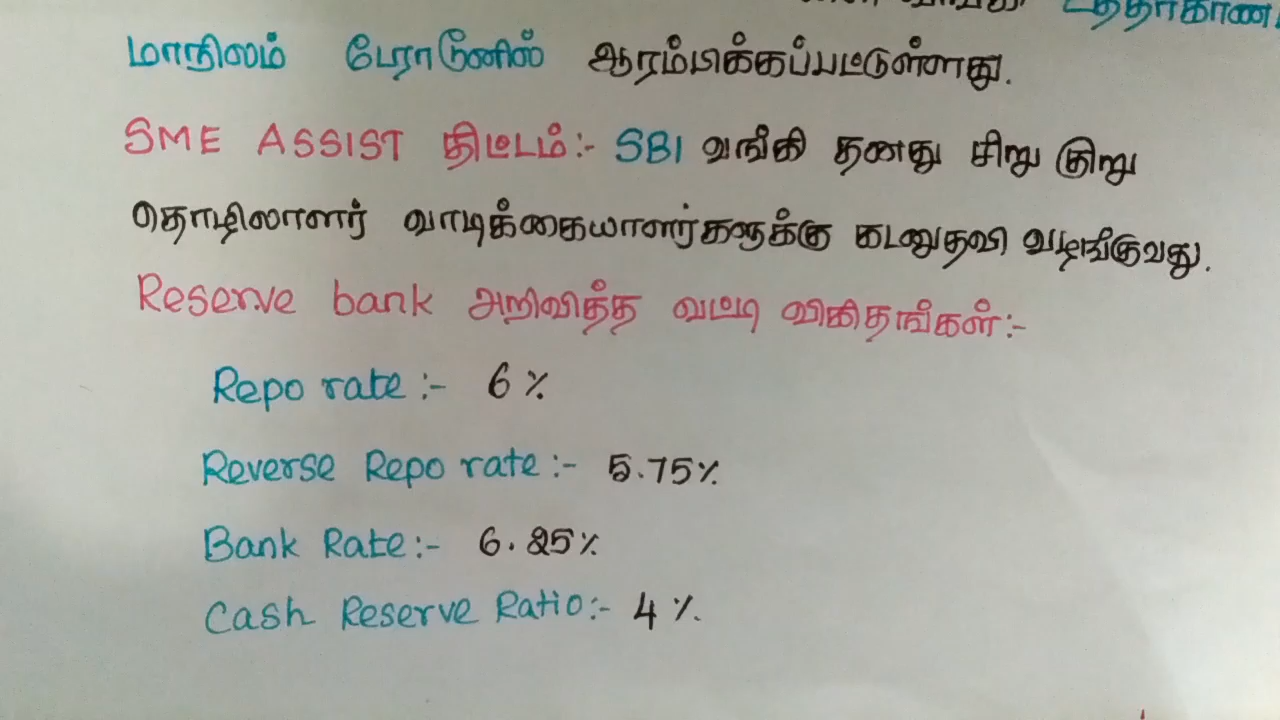 மாநிலம் டேராடூனில் ஆரம்பிக்கப்பட்டுள்ளது.
SME ASSIST திட்டம்:- SBI வங்கி தனது சிறு குறு
தொழிலாளர் வாடிக்கையாளர்களுக்கு கடனுதவி வழங்குவது.
Reserve bank அறிவித்த வட்டி விகிதங்கள்:-
Repo rate:- 6%
Reverse Repo rate:- 5.75%
Bank Rate:- 6.25%
Cash Reserve Ratio:- 4%